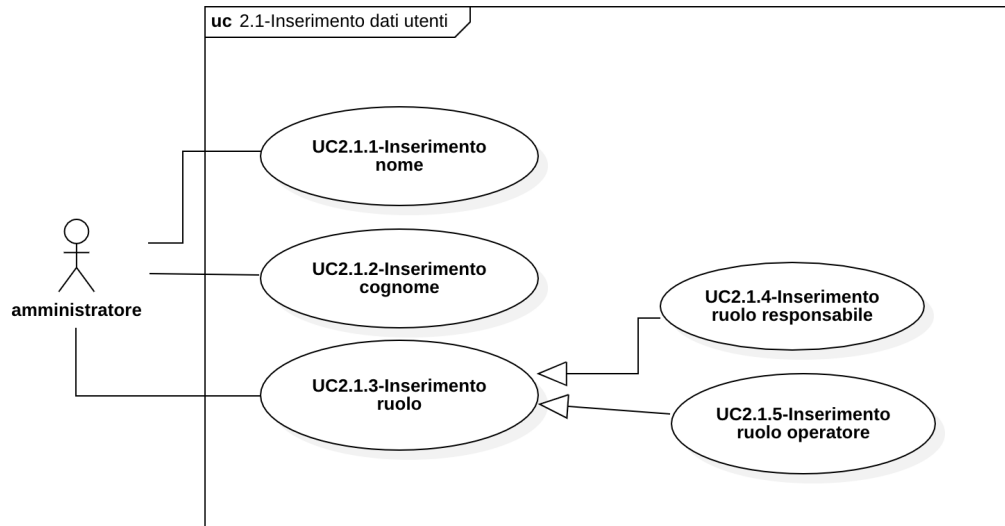 uc 2.1-Inserimento dati utenti
UC2.1.1-Inserimento
nome
UC2.1.2-Inserimento
cognome
amministratore
UC2.1.4-Inserimento
ruolo responsabile
UC2.1.3-Inserimento
ruolo
UC2.1.5-Inserimento
ruolo operatore